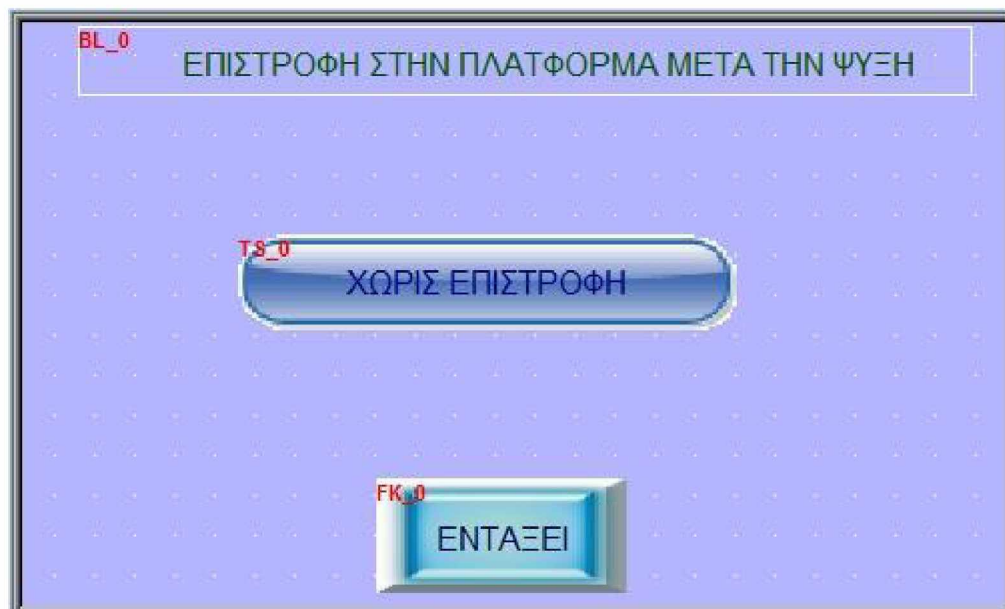 BL_0
ΕΠΙΣΤΡΟΦΗ ΣΤΗΝ ΠΛΑΤΦΟΡΜΑ ΜΕΤΑ ΤΗΝ ΨΥΞΗ
TS_0
ΧΩΡΙΣ ΕΠΙΣΤΡΟΦΗ
FK_0
ΕΝΤΑΞΕΙ